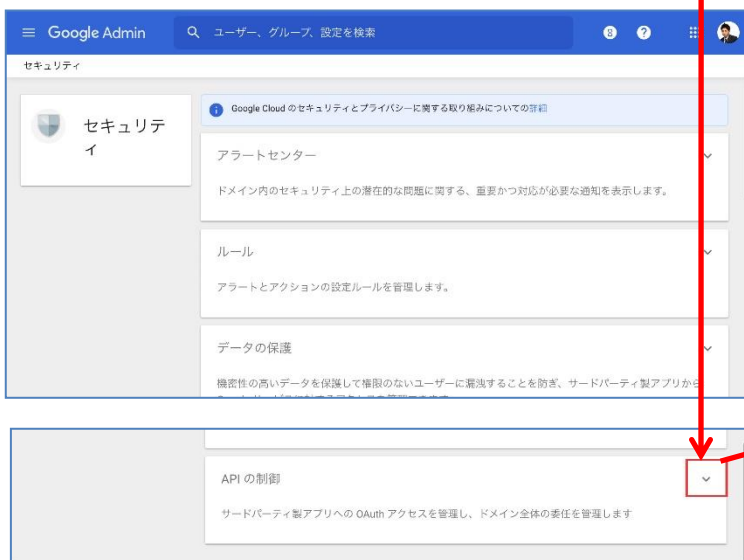 Google Admin
ユーザー、グループ、設定を検索
8
?
セキュリティ
セキュリテ
ィ
Google Cloud のセキュリティとプライバシーに関する取り組みについての詳細
アラートセンター
ドメイン内のセキュリティ上の潜在的な問題に関する、重要かつ対応が必要な通知を表示します。
ルール
アラートとアクションの設定ルールを管理します。
データの保護
機密性の高いデータを保護して権限のないユーザーに漏洩することを防ぎ、サードパーティ製アプリから
API の制御
サードパーティ製アプリへの OAuth アクセスを管理し、ドメイン全体の委任を管理します